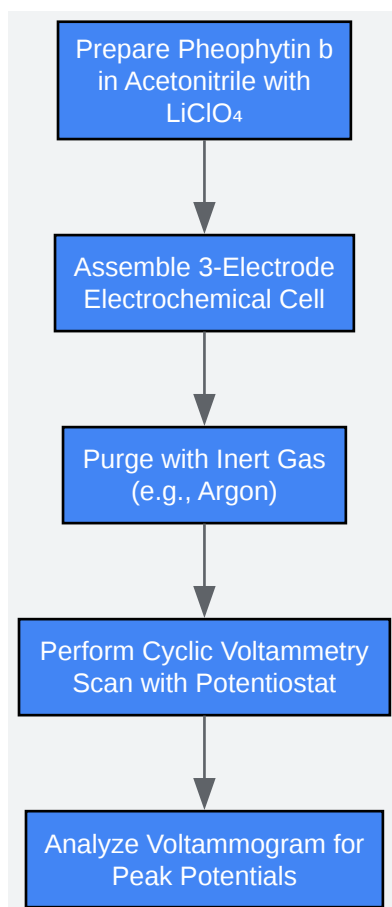 Prepare Pheophytin b
in Acetonitrile with
LiClO₄
Assemble 3-Electrode
Electrochemical Cell
Purge with Inert Gas
(e.g., Argon)
Perform Cyclic Voltammetry
Scan with Potentiostat
Analyze Voltammogram for
Peak Potentials